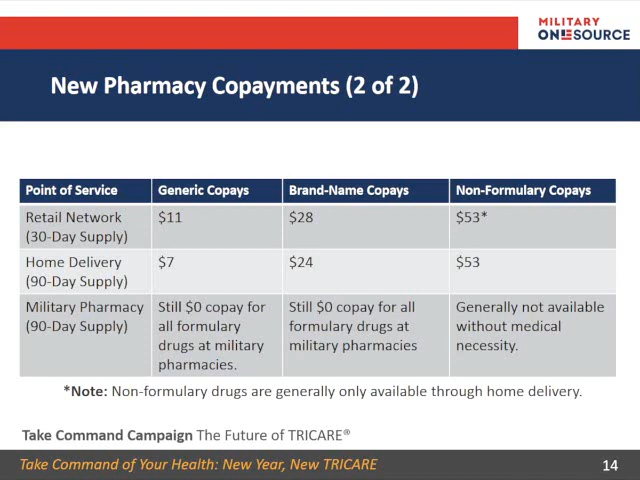 MILITARY
ONESOURCE
New Pharmacy Copayments (2 of 2)
Point of Service Generic Copays Brand-Name Copays Non-Formulary Copays
Retail Network $11 $28 $53*
(30-Day Supply)
Home Delivery $7 $24 $53
(90-Day Supply)
Military Pharmacy Still $0 copay for Still $0 copay for all Generally not available
(90-Day Supply) all formulary formulary drugs at without medical
drugs at military military pharmacies necessity.
pharmacies.
*Note: Non-formulary drugs are generally only available through home delivery.
Take Command Campaign The Future of TRICARE®
Take Command of Your Health: New Year, New TRICARE 14